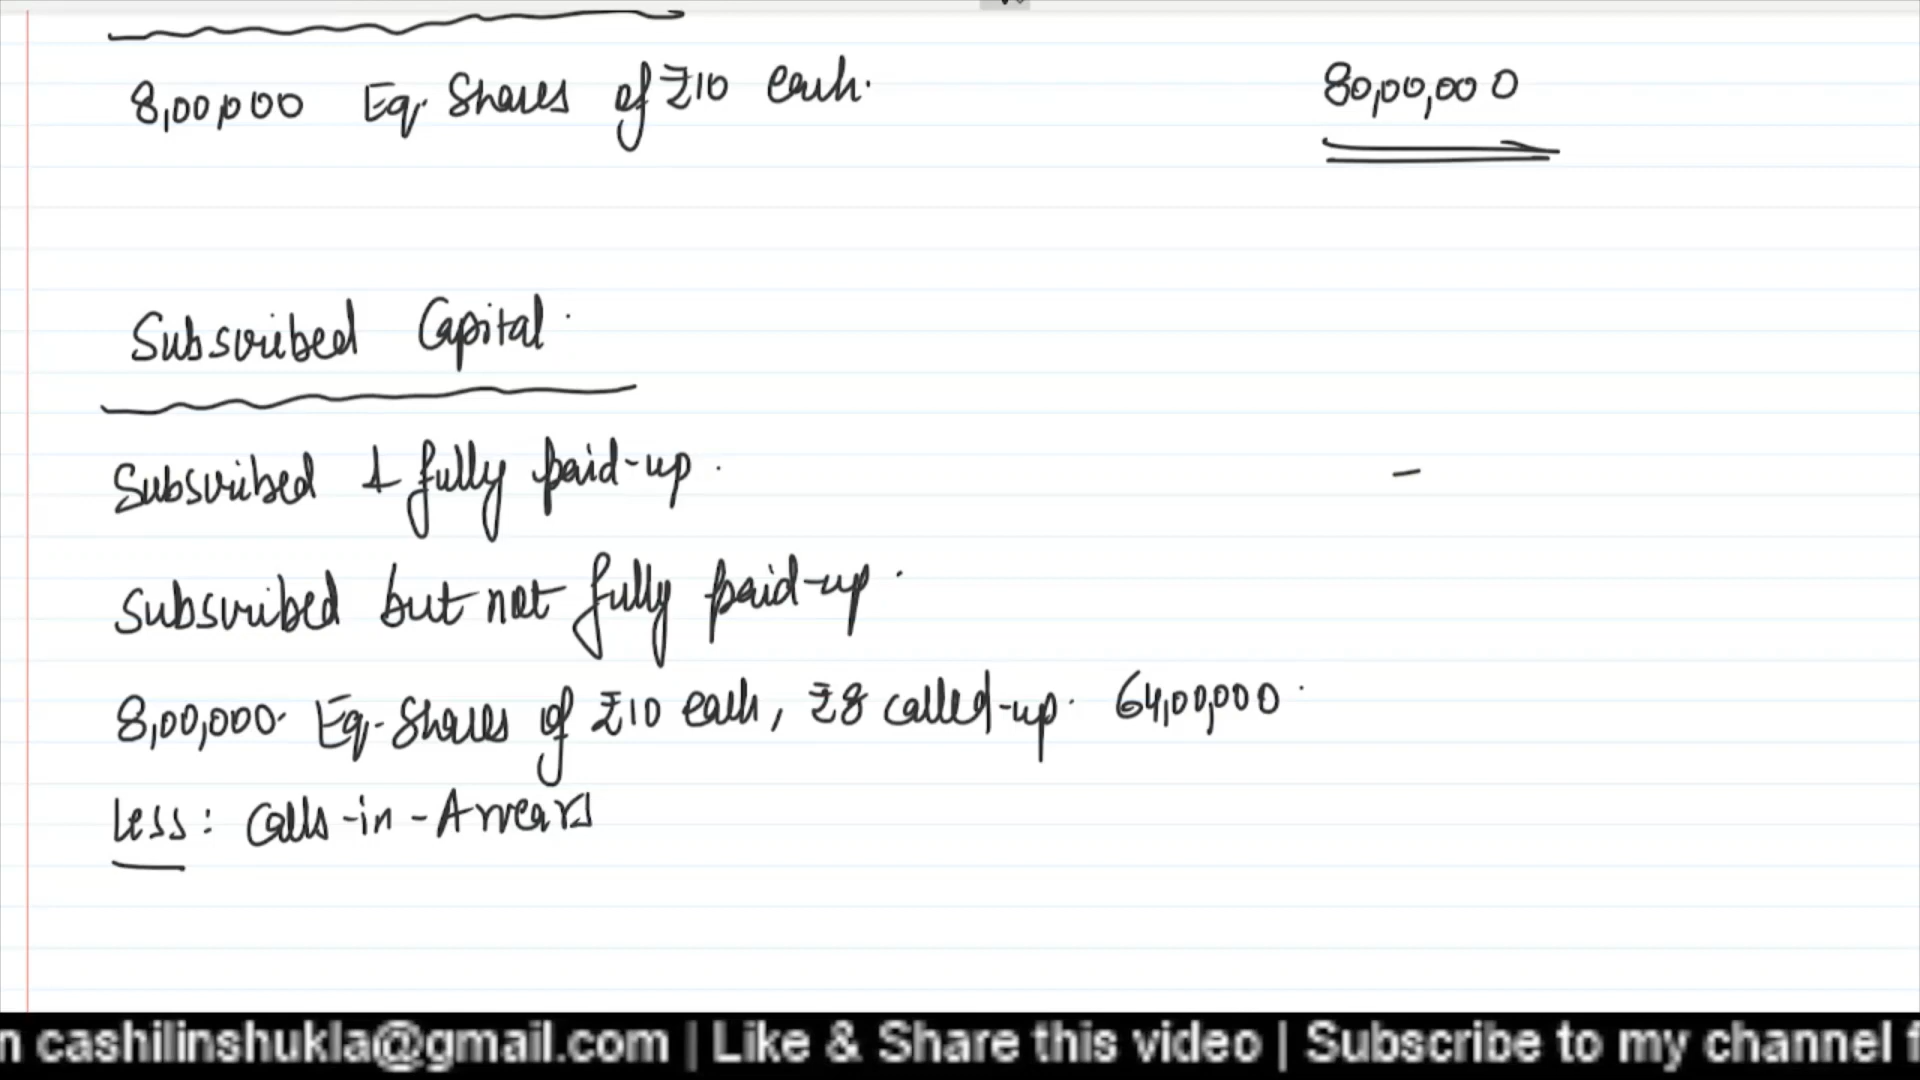 8,00,000 Eq. Shares of ₹10 each. 80,00,000
Subscribed Capital.
Subscribed & fully paid-up. -
Subscribed but not fully paid-up.
8,00,000 Eq. Shares of ₹10 each, ₹8 called-up. 64,00,000
Less: Calls-in-Arrears
n cashilinshukla@gmail.com | Like & Share this video | Subscribe to my channel f